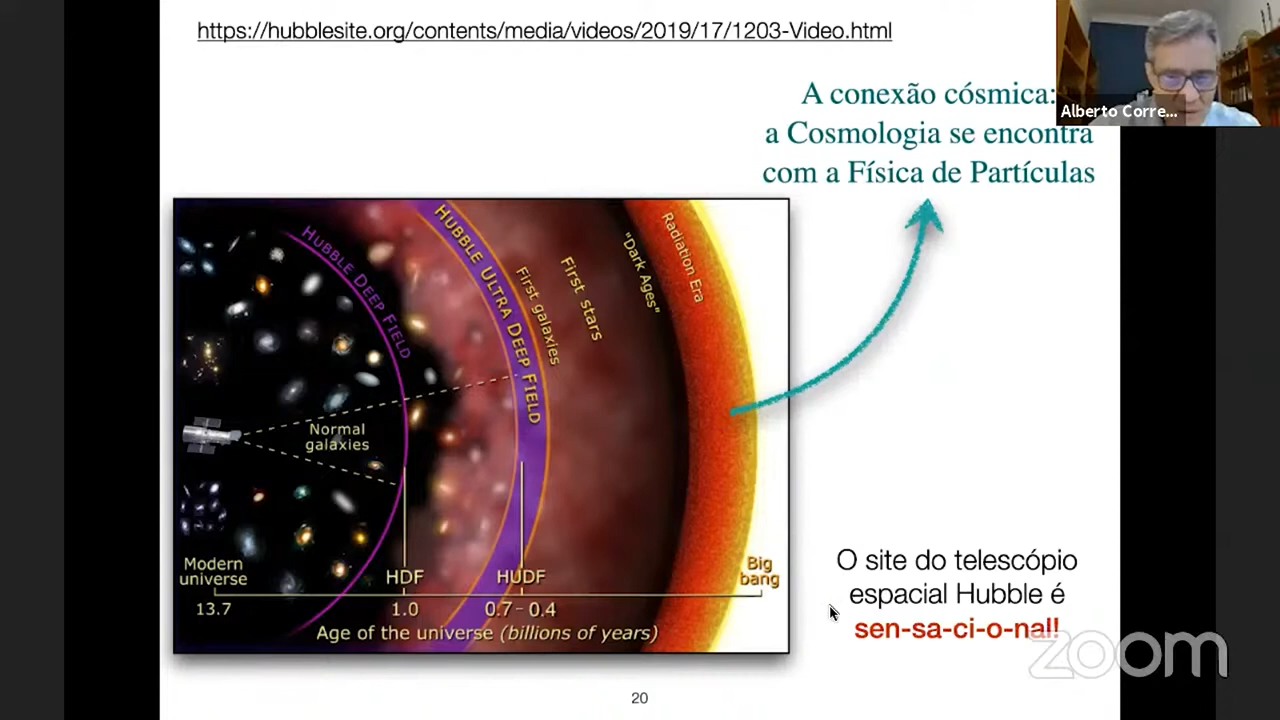 https://hubblesite.org/contents/media/videos/2019/17/1203-Video.html
A conexão cósmica:
a Cosmologia se encontra
com a Física de Partículas
Alberto Corre...
HUBBLE DEEP FIELD
HUBBLE ULTRA DEEP FIELD
First galaxies
First stars
"Dark Ages"
Radiation Era
Normal
galaxies
Modern
universe
HDF
HUDF
Big
bang
13.7
1.0
0.7 - 0.4
Age of the universe (billions of years)
O site do telescópio
espacial Hubble é
sen-sa-ci-o-nal!
zoom
20